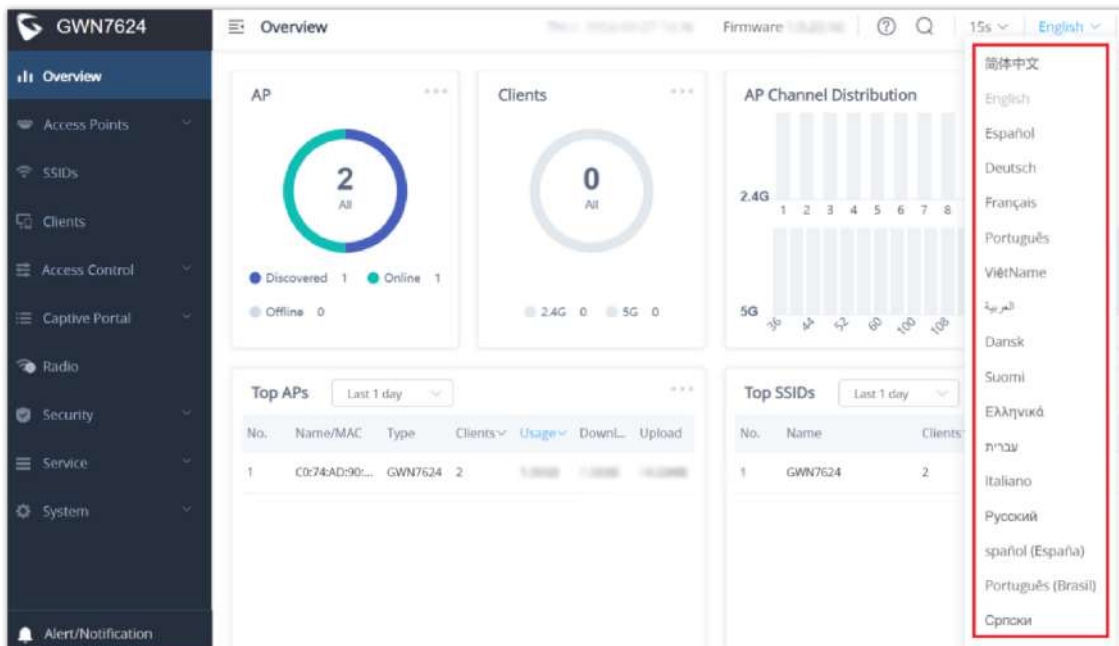 GWN7624
Overview
Firmware
15s
English
Overview
Access Points
SSIDs
Clients
Access Control
Captive Portal
Radio
Security
Service
System
Alert/Notification
AP
2
All
Discovered 1 Online 1
Offline 0
Clients
0
All
2.4G 0 5G 0
AP Channel Distribution
2.4G
1 2 3 4 5 6 7 8
5G
36 44 52 60 100 108
Top APs Last 1 day
No. Name/MAC Type Clients Usage Downl... Upload
1 C0:74:AD:90:... GWN7624 2
Top SSIDs Last 1 day
No. Name Clients
1 GWN7624 2
简体中文
English
Español
Deutsch
Français
Português
ViệtName
العربية
Dansk
Suomi
Ελληνικά
עברית
Italiano
Русский
spañol (España)
Português (Brasil)
Српски